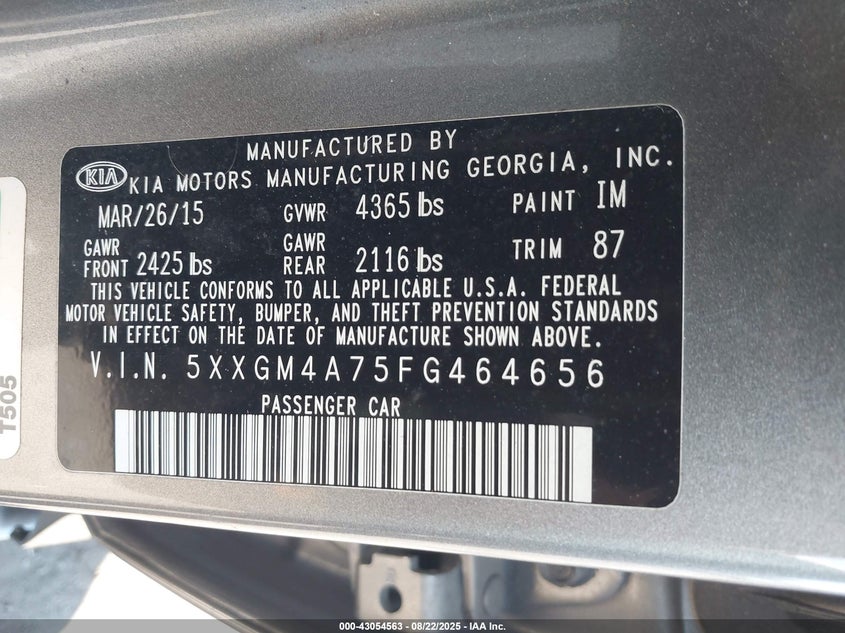 MANUFACTURED BY
KIA KIA MOTORS MANUFACTURING GEORGIA, INC.
MAR/26/15 GVWR 4365 lbs PAINT IM
GAWR FRONT 2425 lbs GAWR REAR 2116 lbs TRIM 87
THIS VEHICLE CONFORMS TO ALL APPLICABLE U.S.A. FEDERAL
MOTOR VEHICLE SAFETY, BUMPER, AND THEFT PREVENTION STANDARDS
IN EFFECT ON THE DATE OF MANUFACTURE SHOWN ABOVE.
V.I.N. 5XXGM4A75FG464656
PASSENGER CAR
T505
000-43054563 - 08/22/2025 - IAA Inc.